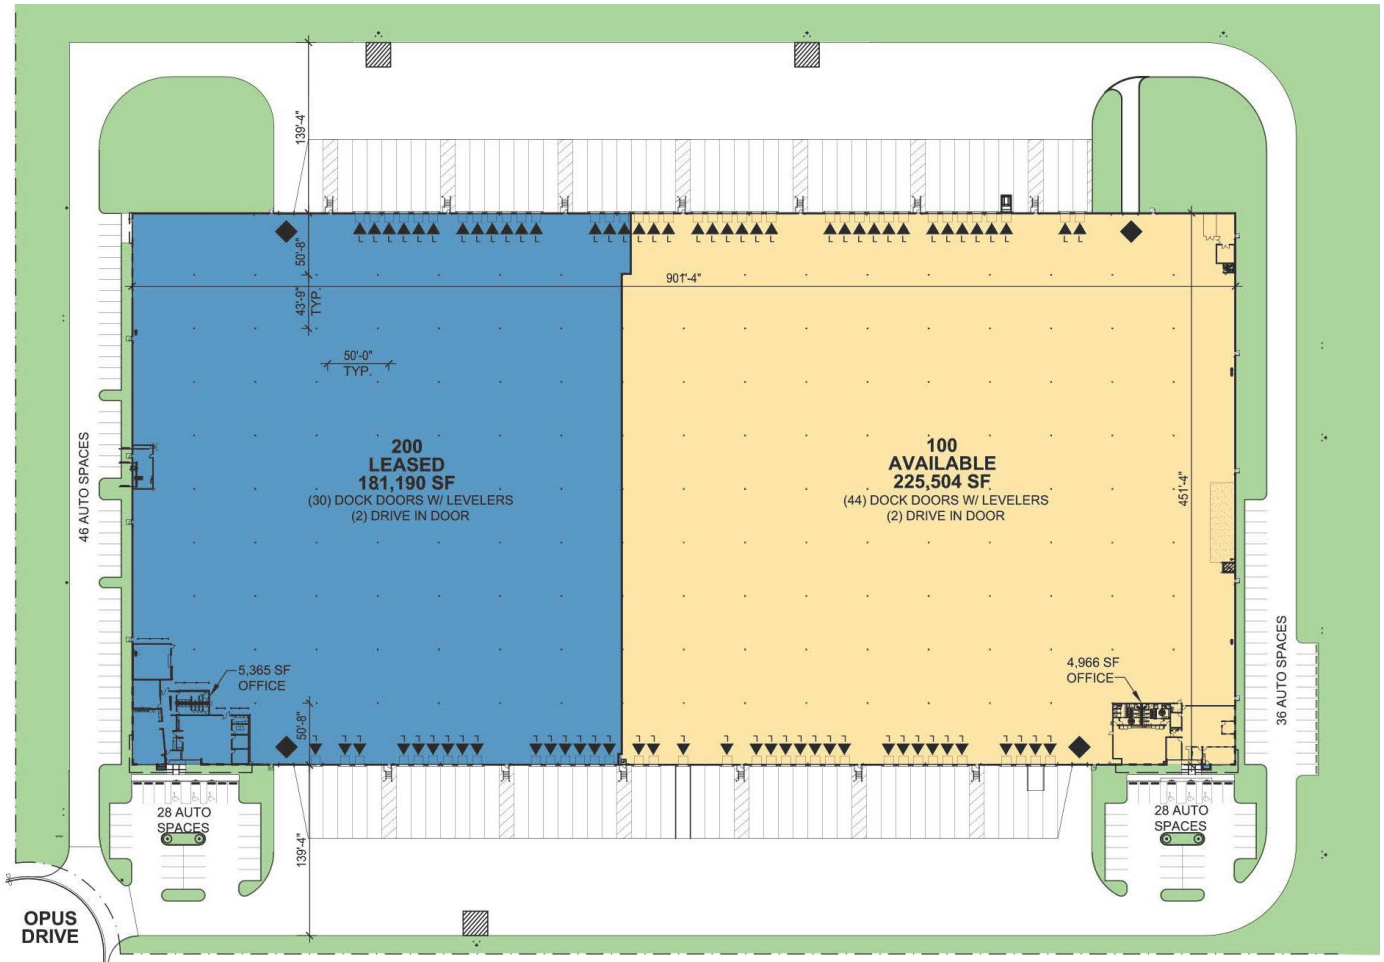 139'-4"
50'-8"
43'-9"
TYP.
901'-4"
50'-0"
TYP.
46 AUTO SPACES
200
LEASED
181,190 SF
(30) DOCK DOORS W/ LEVELERS
(2) DRIVE IN DOOR
100
AVAILABLE
225,504 SF
(44) DOCK DOORS W/ LEVELERS
(2) DRIVE IN DOOR
451'-4"
5,365 SF
OFFICE
4,966 SF
OFFICE
36 AUTO SPACES
50'-8"
28 AUTO
SPACES
28 AUTO
SPACES
139'-4"
OPUS
DRIVE